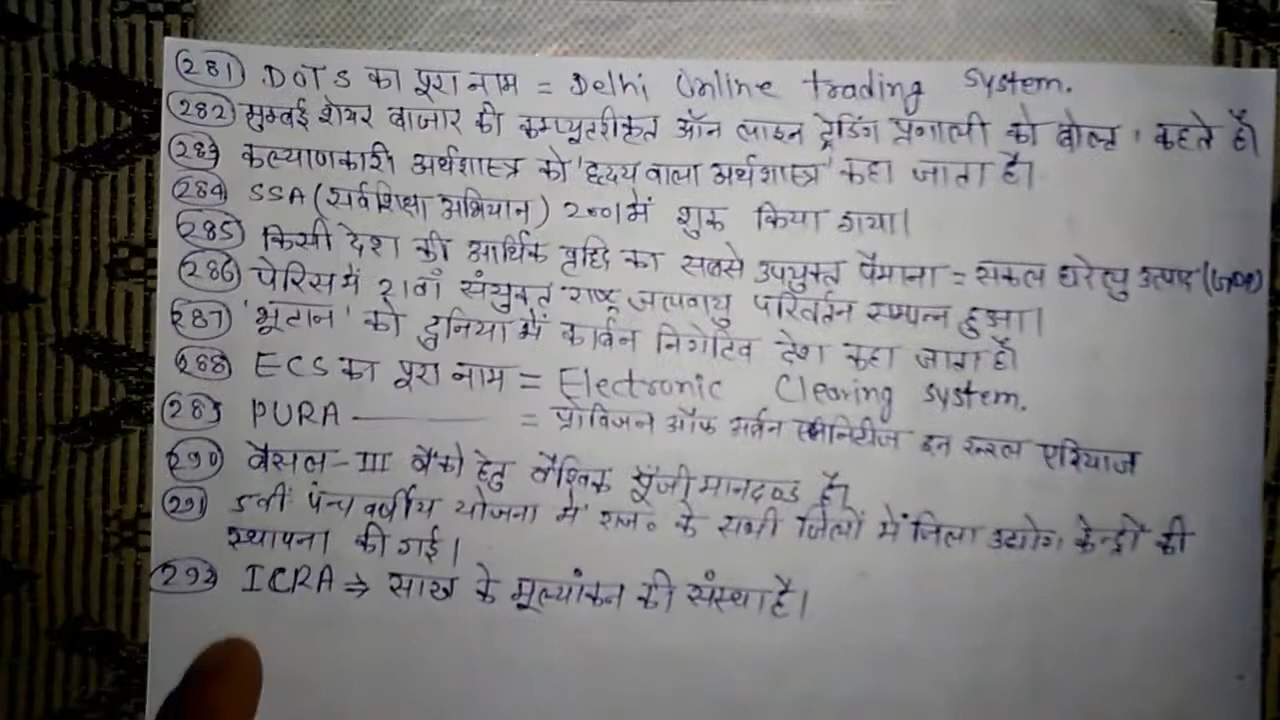 (281) DOTS का पूरा नाम = Delhi Online trading System.
(282) मुम्बई शेयर बाजार की कम्प्यूटरीकृत ऑन लाइन ट्रेडिंग प्रणाली को बोल्ट' कहते हैं।
(283) कल्याणकारी अर्थशास्त्र को 'हृदय वाला अर्थशास्त्र' कहा जाता है।
(284) SSA (सर्वशिक्षा अभियान) 2001 में शुरू किया गया।
(285) किसी देश की आर्थिक वृद्धि का सबसे उपयुक्त पैमाना = सकल घरेलु उत्पाद (GDP)
(286) पेरिस में 21वाँ संयुक्त राष्ट्र जलवायु परिवर्तन सम्पन्न हुआ।
(287) 'भूटान' को दुनिया में कार्बन निगेटिव देश कहा जाता है।
(288) ECS का पूरा नाम = Electronic Clearing System.
(289) PURA ——— = प्रोविजन ऑफ अर्बन एमिनिटीज इन रूरल एरियाज
(290) बैसल-III बैंको हेतु वैश्विक पूँजी मानदण्ड है।
(291) 5वीं पंच वर्षीय योजना में राज० के सभी जिलों में जिला उद्योग केन्द्रों की
स्थापना की गई।
(292) ICRA ⇒ साख के मूल्यांकन की संस्था है।